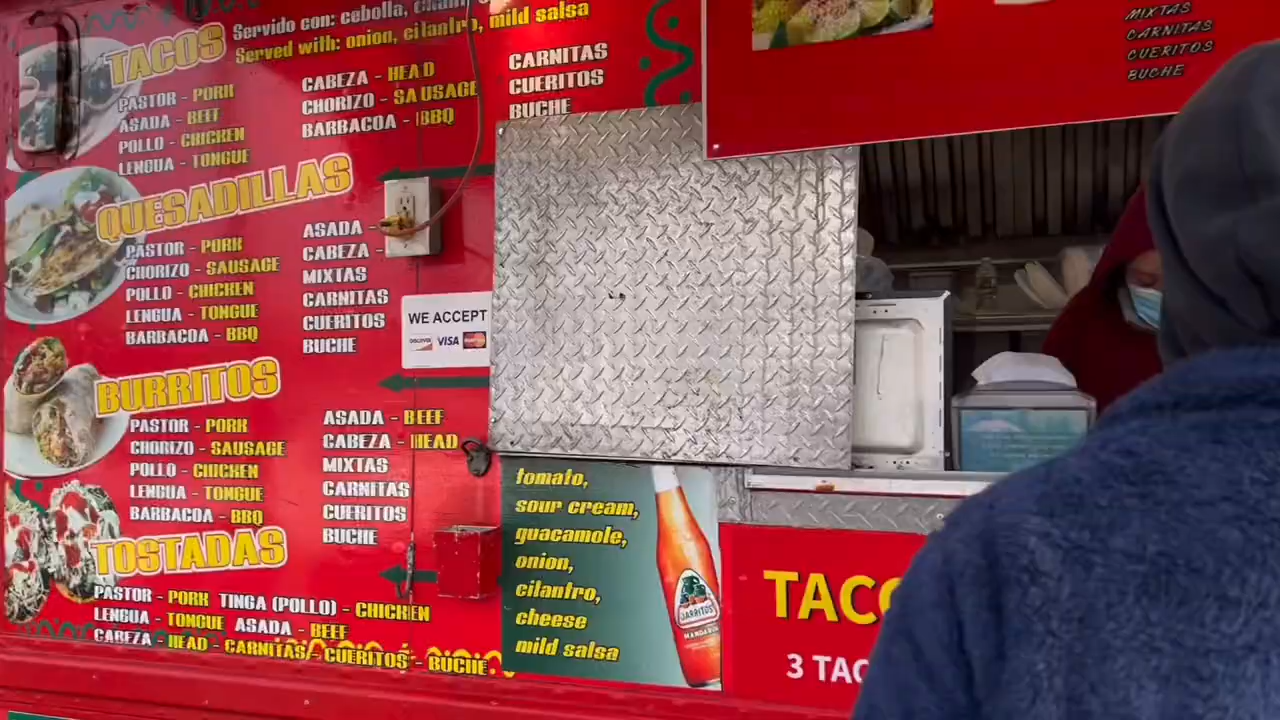 TACOS
Servido con: cebolla,
Served with: onion, cilantro, mild salsa
PASTOR - PORK
ASADA - BEEF
POLLO - CHICKEN
LENGUA - TONGUE
CABEZA - HEAD
CHORIZO - SAUSAGE
BARBACOA - BBQ
CARNITAS
CUERITOS
BUCHE
QUESADILLAS
PASTOR - PORK
CHORIZO - SAUSAGE
POLLO - CHICKEN
LENGUA - TONGUE
BARBACOA - BBQ
ASADA -
CABEZA -
MIXTAS
CARNITAS
CUERITOS
BUCHE
WE ACCEPT
DISCOVER VISA MasterCard
BURRITOS
PASTOR - PORK
CHORIZO - SAUSAGE
POLLO - CHICKEN
LENGUA - TONGUE
BARBACOA - BBQ
ASADA - BEEF
CABEZA - HEAD
MIXTAS
CARNITAS
CUERITOS
BUCHE
TOSTADAS
PASTOR - PORK TINGA (POLLO) - CHICKEN
LENGUA - TONGUE ASADA - BEEF
CABEZA - HEAD - CARNITAS - CUERITOS - BUCHE
tomato,
sour cream,
guacamole,
onion,
cilantro,
cheese
mild salsa
JARRITOS
MANDARIN
MIXTAS
CARNITAS
CUERITOS
BUCHE
TACO
3 TAC